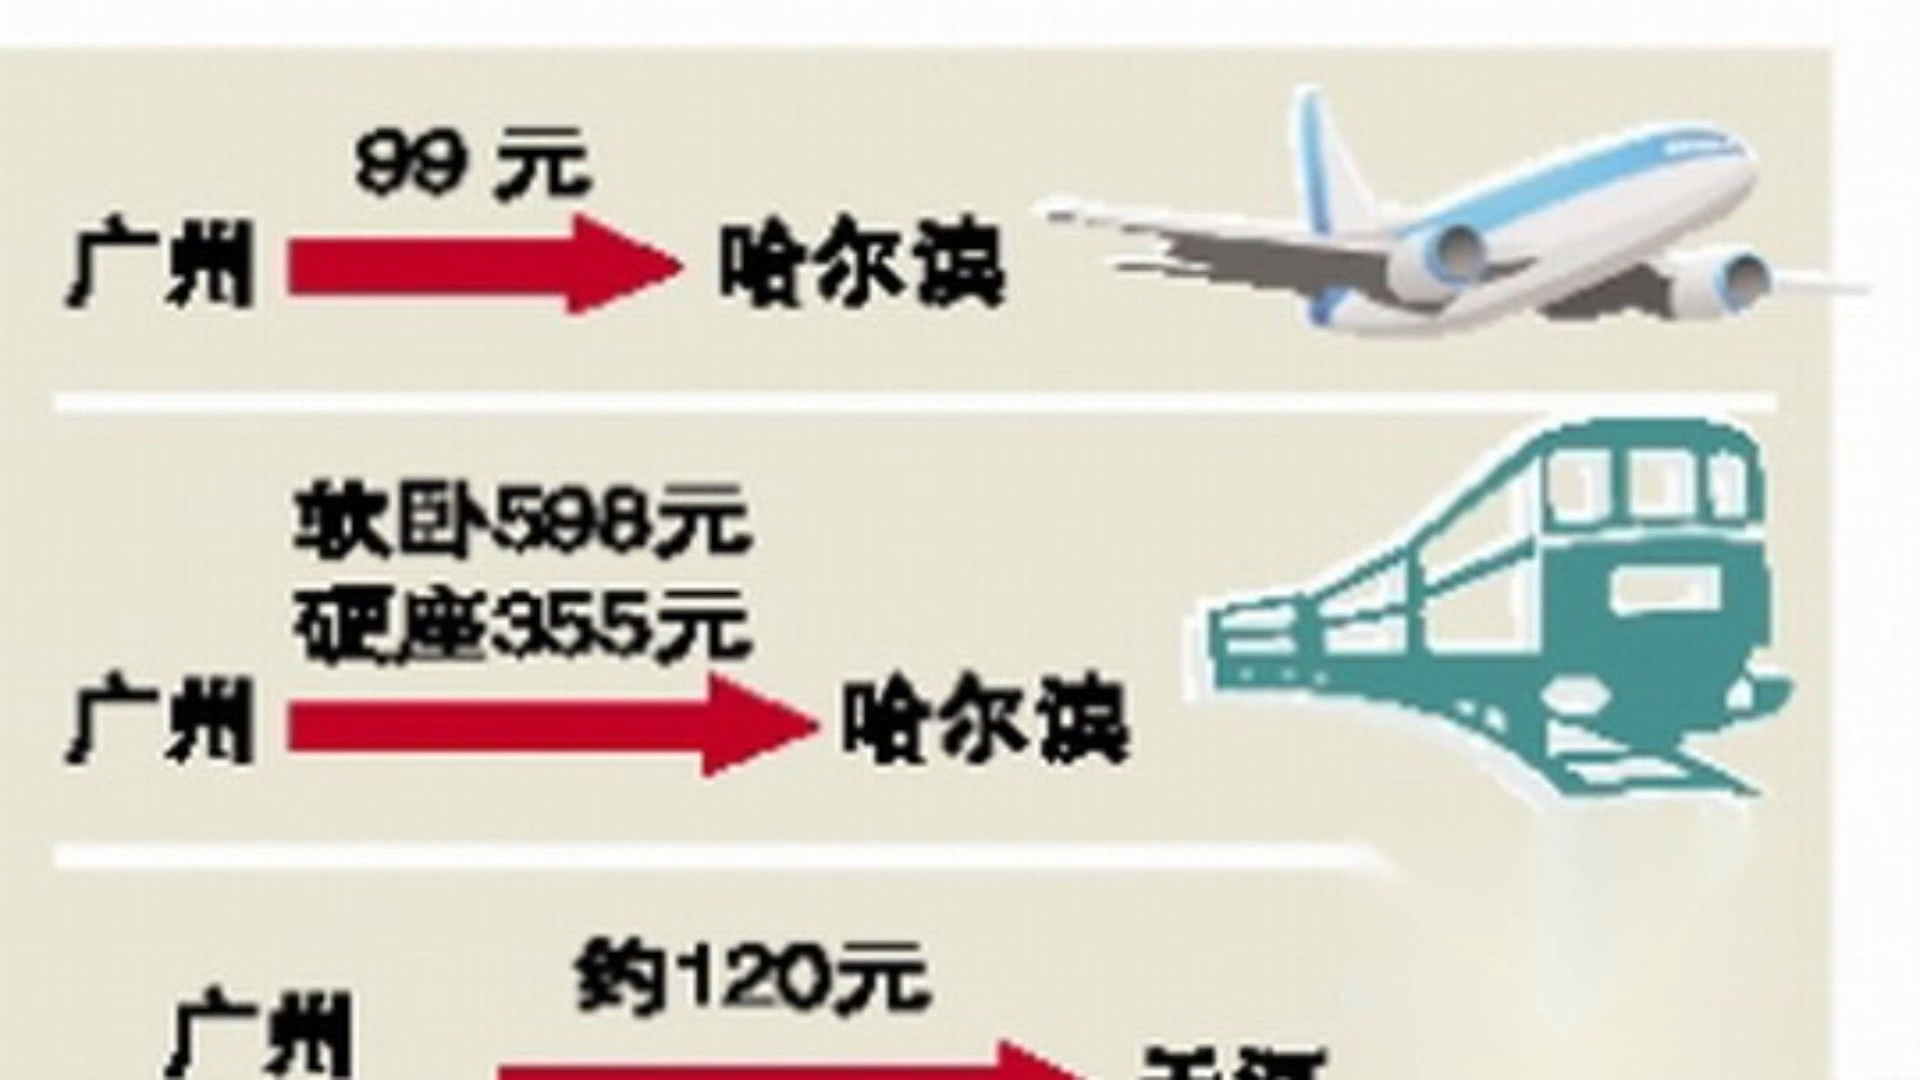 99 元
广州 哈尔滨
软卧598元
硬座355元
广州 哈尔滨
约120元
广州